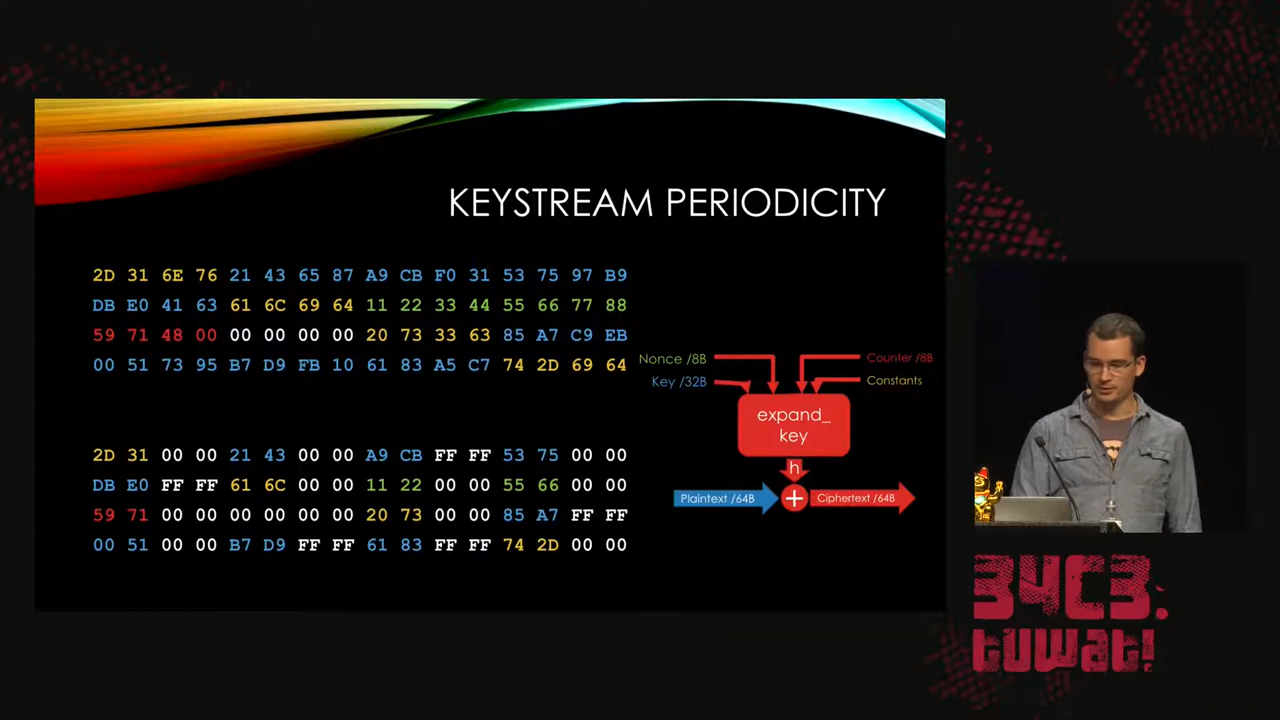 KEYSTREAM PERIODICITY
2D 31 6E 76 21 43 65 87 A9 CB F0 31 53 75 97 B9
DB E0 41 63 61 6C 69 64 11 22 33 44 55 66 77 88
59 71 48 00 00 00 00 00 20 73 33 63 85 A7 C9 EB
00 51 73 95 B7 D9 FB 10 61 83 A5 C7 74 2D 69 64
2D 31 00 00 21 43 00 00 A9 CB FF FF 53 75 00 00
DB E0 FF FF 61 6C 00 00 11 22 00 00 55 66 00 00
59 71 00 00 00 00 00 00 20 73 00 00 85 A7 FF FF
00 51 00 00 B7 D9 FF FF 61 83 FF FF 74 2D 00 00
Nonce /8B
Counter /8B
Key /32B
Constants
expand_
key
h
Plaintext /64B
+
Ciphertext /64B
34C3.
tuwat!